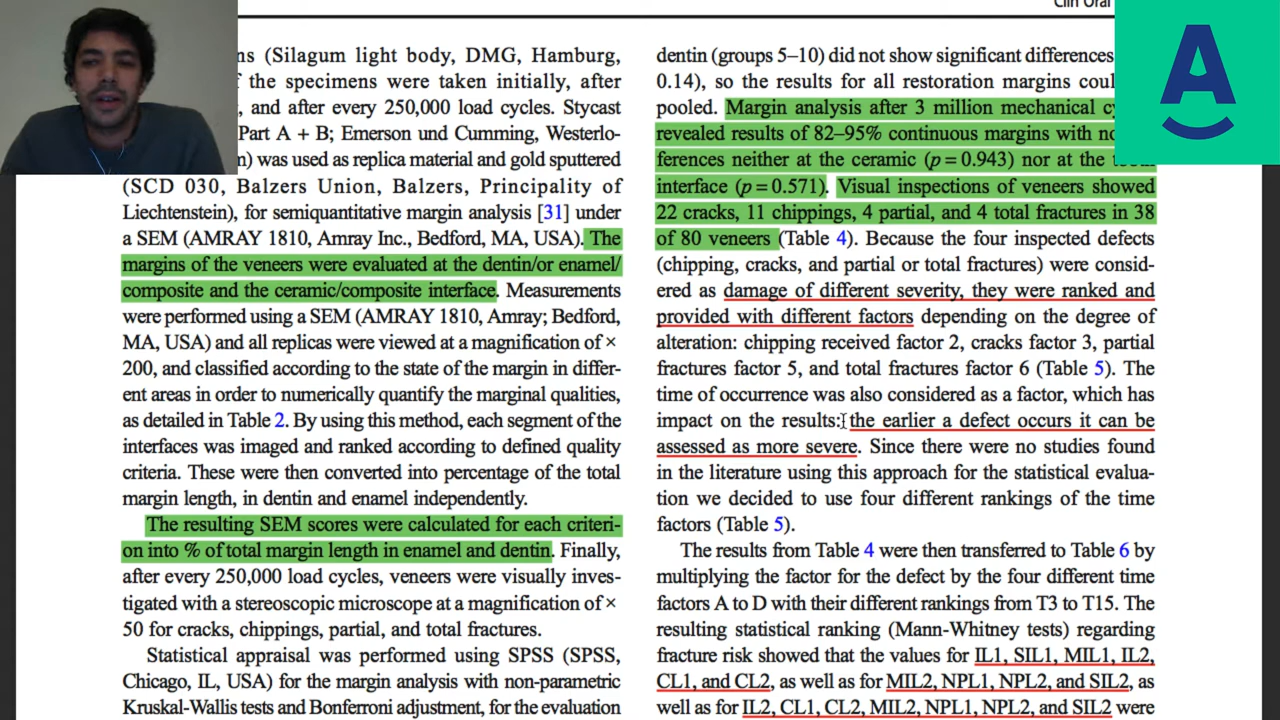 Clin Oral
ns (Silagum light body, DMG, Hamburg,
f the specimens were taken initially, after
, and after every 250,000 load cycles. Stycast
Part A + B; Emerson und Cumming, Westerlo-
n) was used as replica material and gold sputtered
(SCD 030, Balzers Union, Balzers, Principality of
Liechtenstein), for semiquantitative margin analysis [31] under
a SEM (AMRAY 1810, Amray Inc., Bedford, MA, USA). The
margins of the veneers were evaluated at the dentin/or enamel/
composite and the ceramic/composite interface. Measurements
were performed using a SEM (AMRAY 1810, Amray; Bedford,
MA, USA) and all replicas were viewed at a magnification of ×
200, and classified according to the state of the margin in differ-
ent areas in order to numerically quantify the marginal qualities,
as detailed in Table 2. By using this method, each segment of the
interfaces was imaged and ranked according to defined quality
criteria. These were then converted into percentage of the total
margin length, in dentin and enamel independently.
The resulting SEM scores were calculated for each criteri-
on into % of total margin length in enamel and dentin. Finally,
after every 250,000 load cycles, veneers were visually inves-
tigated with a stereoscopic microscope at a magnification of ×
50 for cracks, chippings, partial, and total fractures.
Statistical appraisal was performed using SPSS (SPSS,
Chicago, IL, USA) for the margin analysis with non-parametric
Kruskal-Wallis tests and Bonferroni adjustment, for the evaluation
dentin (groups 5–10) did not show significant differences
0.14), so the results for all restoration margins coul
pooled. Margin analysis after 3 million mechanical cy
revealed results of 82–95% continuous margins with no
ferences neither at the ceramic (p = 0.943) nor at the
interface (p = 0.571). Visual inspections of veneers showed
22 cracks, 11 chippings, 4 partial, and 4 total fractures in 38
of 80 veneers (Table 4). Because the four inspected defects
(chipping, cracks, and partial or total fractures) were consid-
ered as damage of different severity, they were ranked and
provided with different factors depending on the degree of
alteration: chipping received factor 2, cracks factor 3, partial
fractures factor 5, and total fractures factor 6 (Table 5). The
time of occurrence was also considered as a factor, which has
impact on the results: the earlier a defect occurs it can be
assessed as more severe. Since there were no studies found
in the literature using this approach for the statistical evalua-
tion we decided to use four different rankings of the time
factors (Table 5).
The results from Table 4 were then transferred to Table 6 by
multiplying the factor for the defect by the four different time
factors A to D with their different rankings from T3 to T15. The
resulting statistical ranking (Mann-Whitney tests) regarding
fracture risk showed that the values for IL1, SIL1, MIL1, IL2,
CL1, and CL2, as well as for MIL2, NPL1, NPL2, and SIL2, as
well as for IL2, CL1, CL2, MIL2, NPL1, NPL2, and SIL2 were
A